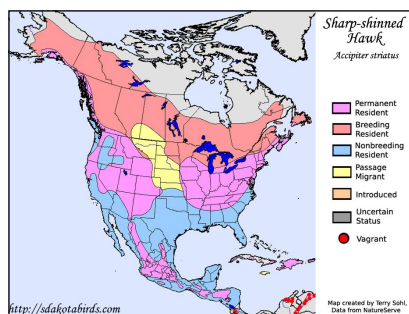 Sharp-shinned
Hawk
Accipiter striatus
Permanent
Resident
Breeding
Resident
Nonbreeding
Resident
Passage
Migrant
Introduced
Uncertain
Status
Vagrant
Map created by Terry Sohl,
Data from NatureServe
http://sdakotabirds.com